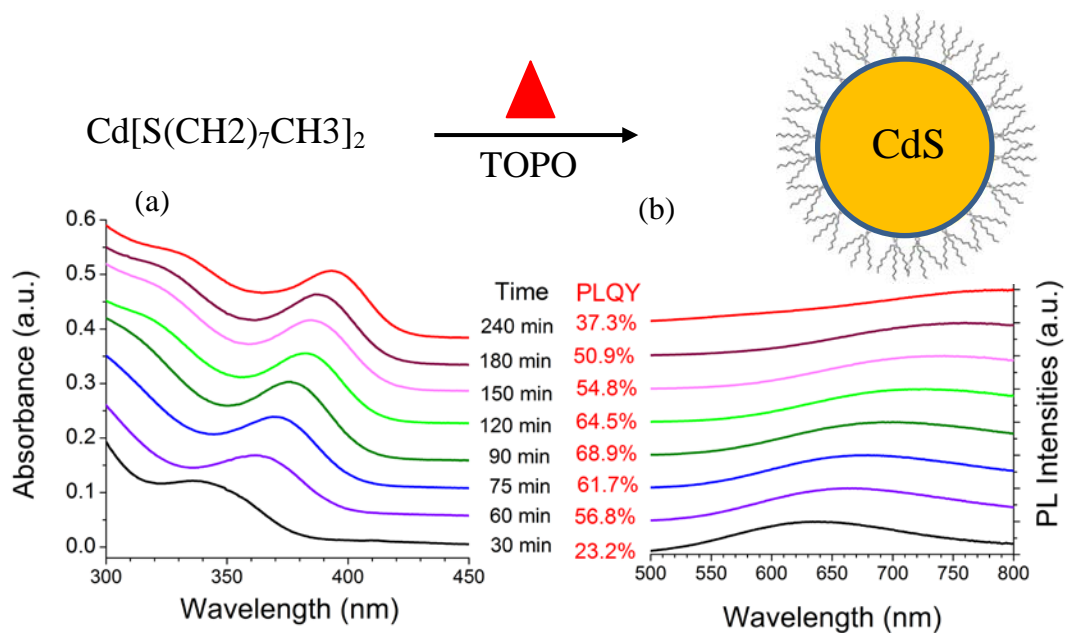 Cd[S(CH2)₇CH3]₂
TOPO
CdS
(a)
(b)
0.6
0.5
0.4
0.3
0.2
0.1
0.0
Absorbance (a.u.)
300
350
400
450
Wavelength (nm)
Time PLQY
240 min 37.3%
180 min 50.9%
150 min 54.8%
120 min 64.5%
90 min 68.9%
75 min 61.7%
60 min 56.8%
30 min 23.2%
500
550
600
650
700
750
800
Wavelength (nm)
PL Intensities (a.u.)